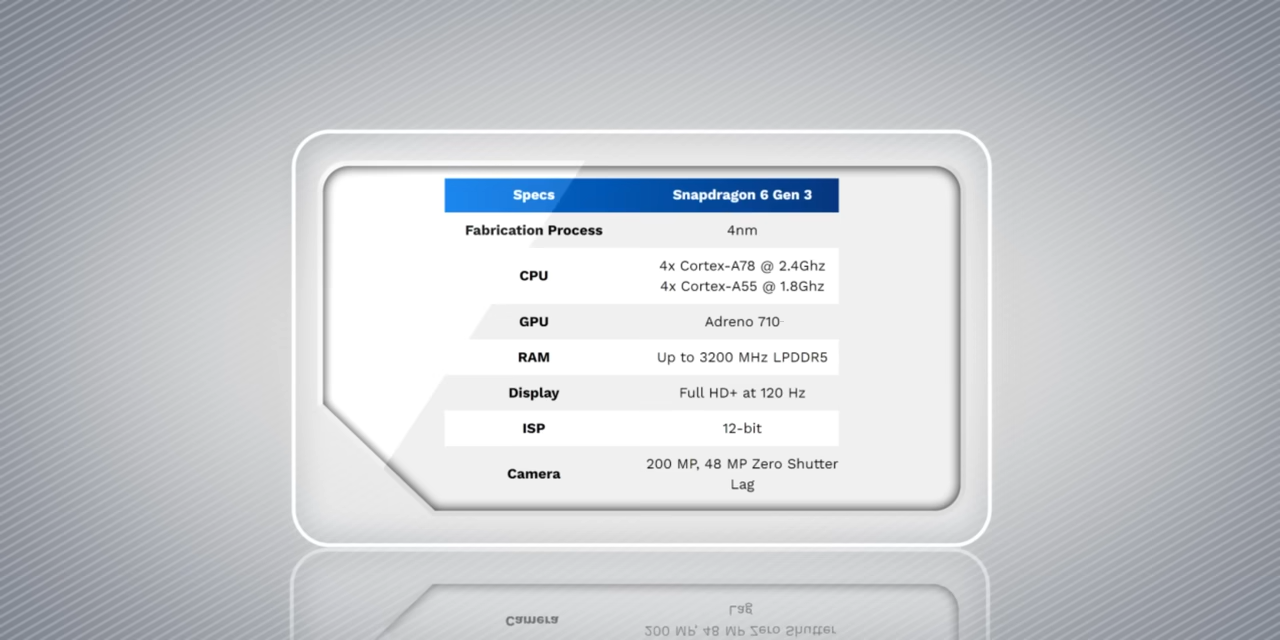 Specs Snapdragon 6 Gen 3
Fabrication Process 4nm
CPU 4x Cortex-A78 @ 2.4Ghz
4x Cortex-A55 @ 1.8Ghz
GPU Adreno 710
RAM Up to 3200 MHz LPDDR5
Display Full HD+ at 120 Hz
ISP 12-bit
Camera 200 MP, 48 MP Zero Shutter
Lag